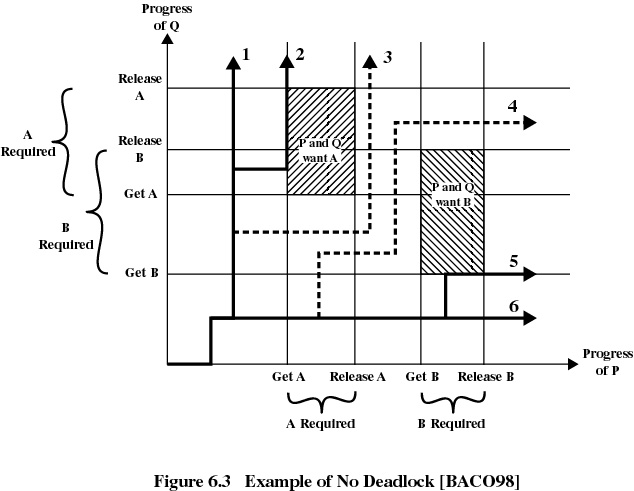 Progress
of Q
1
2
3
Release
A
4
A
Required
Release
B
P and Q
want A
Get A
P and Q
want B
B
Required
Get B
5
6
Progress
of P
Get A
Release A
Get B
Release B
A Required
B Required
Figure 6.3 Example of No Deadlock [BACO98]